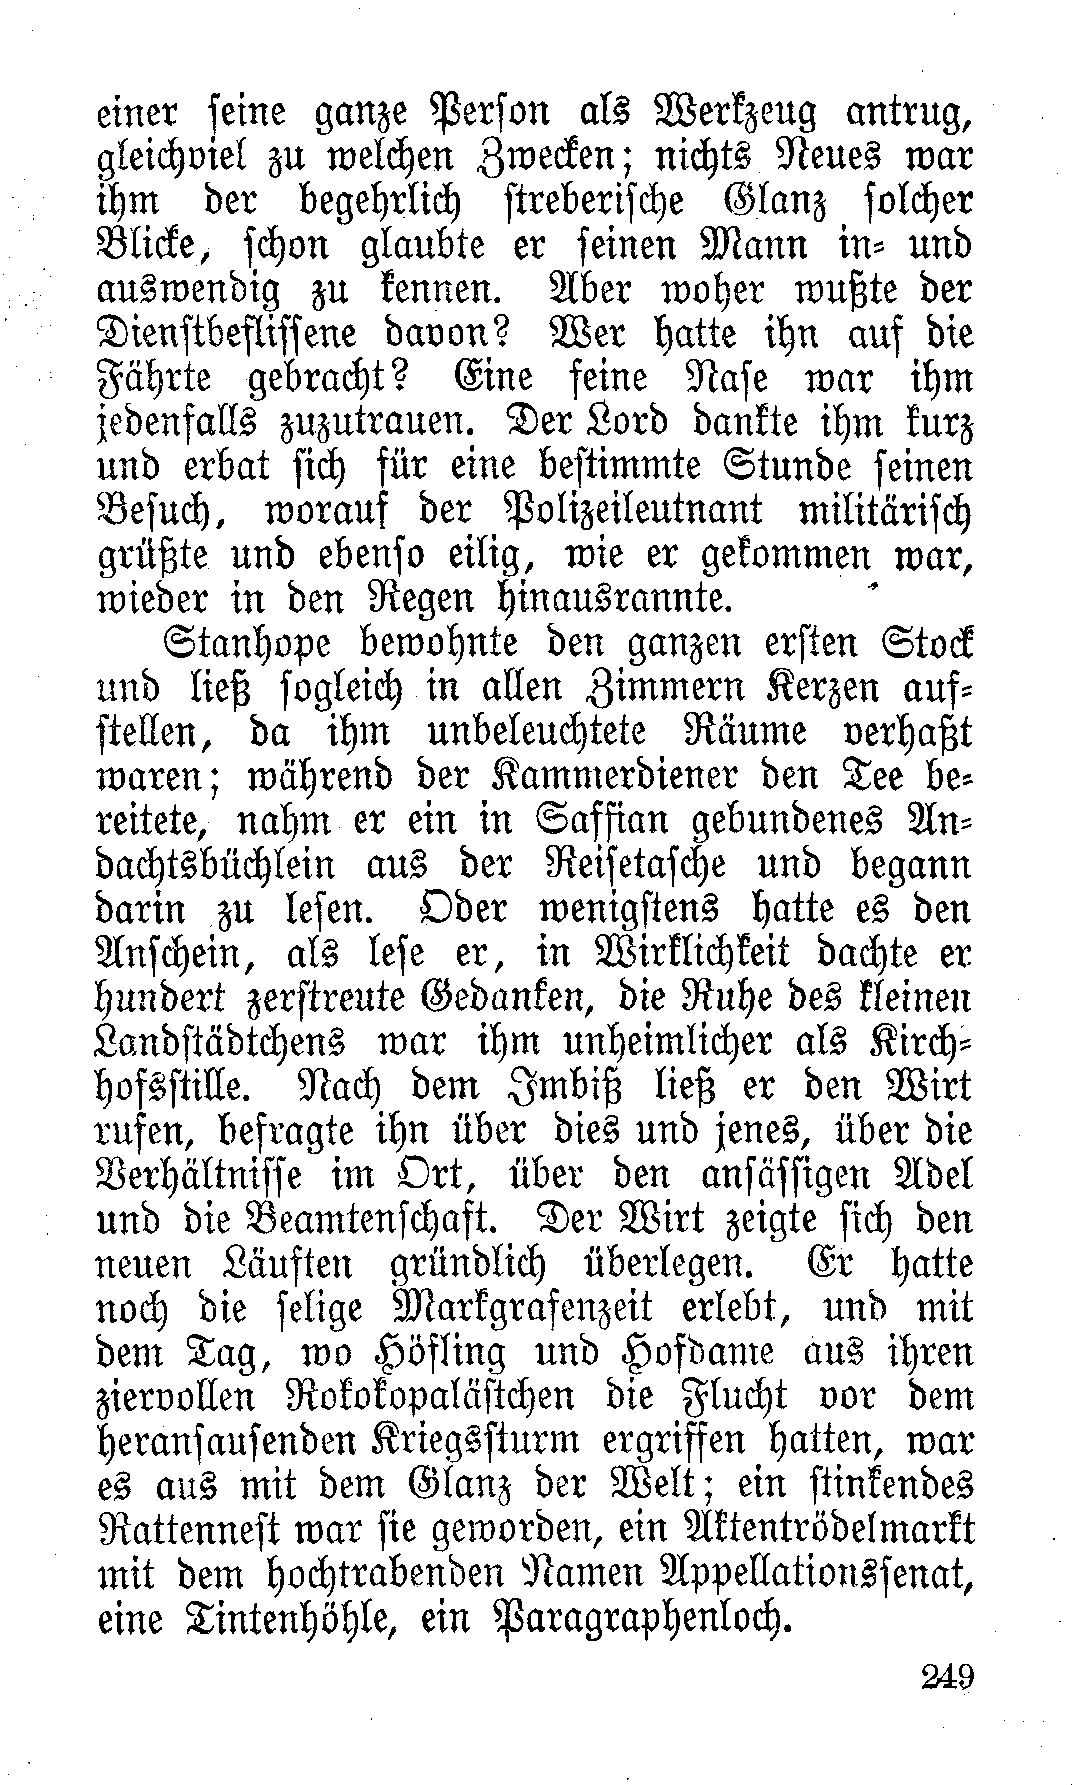 einer seine ganze Person als Werkzeug antrug,
gleichviel zu welchen Zwecken; nichts Neues war
ihm der begehrlich streberische Glanz solcher
Blicke, schon glaubte er seinen Mann in- und
auswendig zu kennen. Aber woher wußte der
Dienstbeflissene davon? Wer hatte ihn auf die
Fährte gebracht? Eine feine Nase war ihm
jedenfalls zuzutrauen. Der Lord dankte ihm kurz
und erbat sich für eine bestimmte Stunde seinen
Besuch, worauf der Polizeileutnant militärisch
grüßte und ebenso eilig, wie er gekommen war,
wieder in den Regen hinausrannte.
Stanhope bewohnte den ganzen ersten Stock
und ließ sogleich in allen Zimmern Kerzen auf-
stellen, da ihm unbeleuchtete Räume verhaßt
waren; während der Kammerdiener den Tee be-
reitete, nahm er ein in Saffian gebundenes An-
dachtsbüchlein aus der Reisetasche und begann
darin zu lesen. Oder wenigstens hatte es den
Anschein, als lese er, in Wirklichkeit dachte er
hundert zerstreute Gedanken, die Ruhe des kleinen
Landstädtchens war ihm unheimlicher als Kirch-
hofsstille. Nach dem Imbiß ließ er den Wirt
rufen, befragte ihn über dies und jenes, über die
Verhältnisse im Ort, über den ansässigen Adel
und die Beamtenschaft. Der Wirt zeigte sich den
neuen Läuften gründlich überlegen. Er hatte
noch die selige Markgrafenzeit erlebt, und mit
dem Tag, wo Höfling und Hofdame aus ihren
ziervollen Rokokopalästchen die Flucht vor dem
heransausenden Kriegssturm ergriffen hatten, war
es aus mit dem Glanz der Welt; ein stinkendes
Rattennest war sie geworden, ein Aktentrödelmarkt
mit dem hochtrabenden Namen Appellationssenat,
eine Tintenhöhle, ein Paragraphenloch.
249